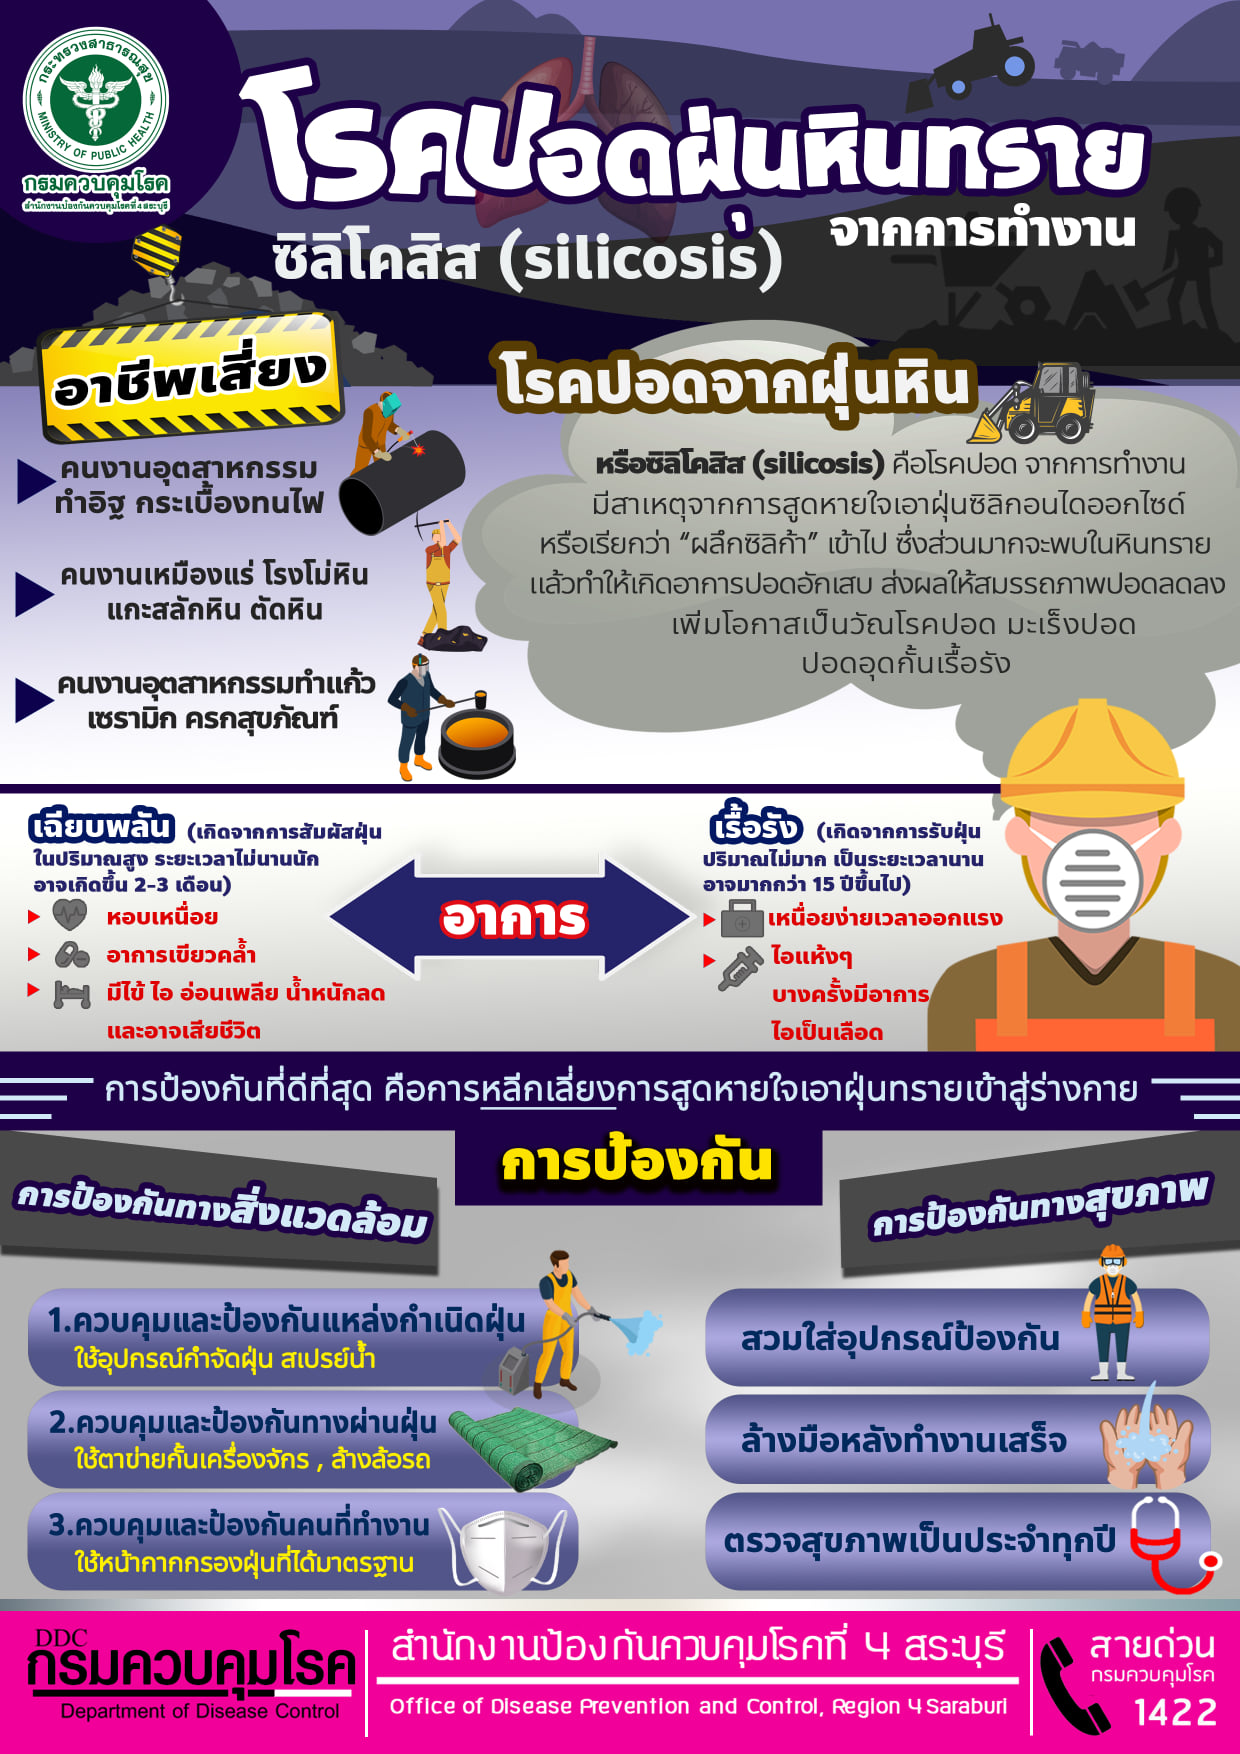 กระทรวงสาธารณสุข
MINISTRY OF PUBLIC HEALTH
กรมควบคุมโรค
สำนักงานป้องกันควบคุมโรคที่ 4 สระบุรี
โรคปอดฝุ่นหินทราย
จากการทำงาน
ซิลิโคสิส (silicosis)
อาชีพเสี่ยง
คนงานอุตสาหกรรม
ทำอิฐ กระเบื้องทนไฟ
คนงานเหมืองแร่ โรงโม่หิน
แกะสลักหิน ตัดหิน
คนงานอุตสาหกรรมทำแก้ว
เซรามิก ครกสุขภัณฑ์
โรคปอดจากฝุ่นหิน
หรือซิลิโคสิส (silicosis) คือโรคปอด จากการทำงาน
มีสาเหตุจากการสูดหายใจเอาฝุ่นซิลิกอนไดออกไซด์
หรือเรียกว่า “ผลึกซิลิก้า” เข้าไป ซึ่งส่วนมากจะพบในหินทราย
แล้วทำให้เกิดอาการปอดอักเสบ ส่งผลให้สมรรถภาพปอดลดลง
เพิ่มโอกาสเป็นวัณโรคปอด มะเร็งปอด
ปอดอุดกั้นเรื้อรัง
เฉียบพลัน (เกิดจากการสัมผัสฝุ่น
ในปริมาณสูง ระยะเวลาไม่นานนัก
อาจเกิดขึ้น 2-3 เดือน)
หอบเหนื่อย
อาการเขียวคล้ำ
มีไข้ ไอ อ่อนเพลีย น้ำหนักลด
และอาจเสียชีวิต
อาการ
เรื้อรัง (เกิดจากการรับฝุ่น
ปริมาณไม่มาก เป็นระยะเวลานาน
อาจมากกว่า 15 ปีขึ้นไป)
เหนื่อยง่ายเวลาออกแรง
ไอแห้งๆ
บางครั้งมีอาการ
ไอเป็นเลือด
การป้องกันที่ดีที่สุด คือการหลีกเลี่ยงการสูดหายใจเอาฝุ่นทรายเข้าสู่ร่างกาย
การป้องกัน
การป้องกันทางสิ่งแวดล้อม
1.ควบคุมและป้องกันแหล่งกำเนิดฝุ่น
ใช้อุปกรณ์กำจัดฝุ่น สเปรย์น้ำ
2.ควบคุมและป้องกันทางผ่านฝุ่น
ใช้ตาข่ายกั้นเครื่องจักร , ล้างล้อรถ
3.ควบคุมและป้องกันคนที่ทำงาน
ใช้หน้ากากกรองฝุ่นที่ได้มาตรฐาน
การป้องกันทางสุขภาพ
สวมใส่อุปกรณ์ป้องกัน
ล้างมือหลังทำงานเสร็จ
ตรวจสุขภาพเป็นประจำทุกปี
DDC
กรมควบคุมโรค
Department of Disease Control
สำนักงานป้องกันควบคุมโรคที่ 4 สระบุรี
Office of Disease Prevention and Control, Region 4 Saraburi
สายด่วน
กรมควบคุมโรค
1422